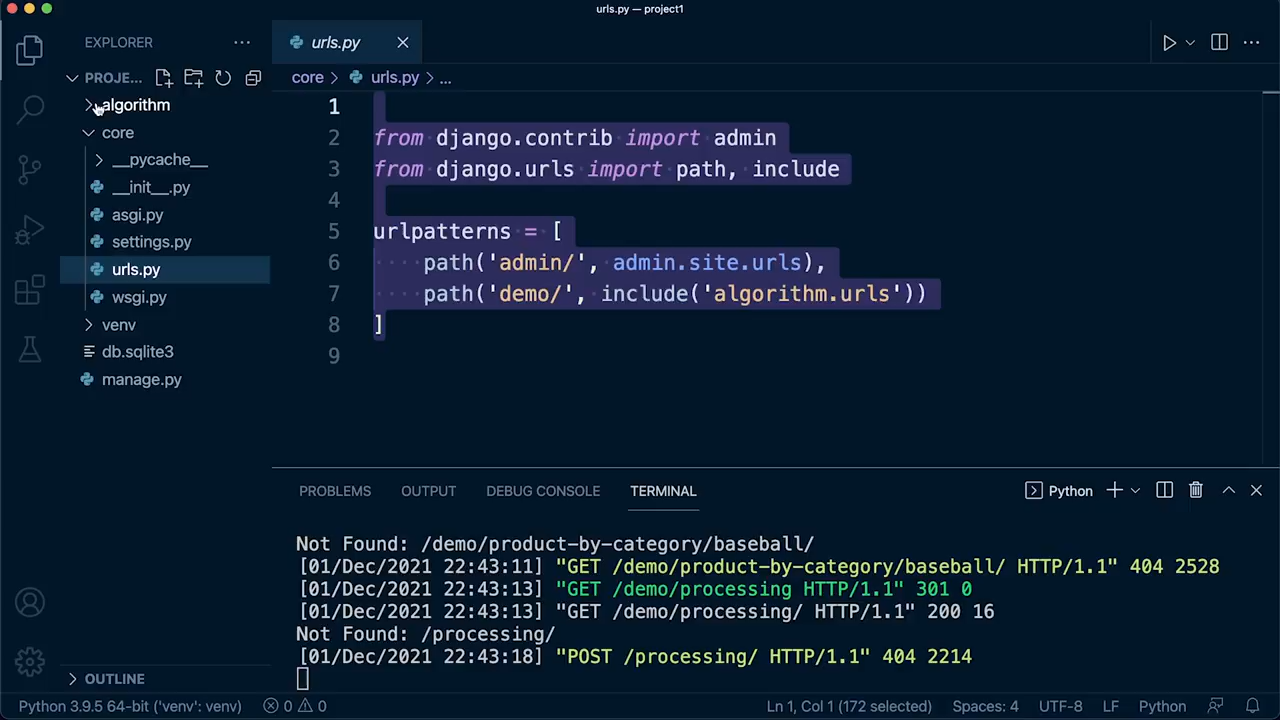 urls.py — project1
EXPLORER
urls.py
PROJE...
core
urls.py
...
algorithm
core
__pycache__
__init__.py
asgi.py
settings.py
urls.py
wsgi.py
venv
db.sqlite3
manage.py
1
2 from django.contrib import admin
3 from django.urls import path, include
4
5 urlpatterns = [
6 path('admin/', admin.site.urls),
7 path('demo/', include('algorithm.urls'))
8 ]
9
PROBLEMS OUTPUT DEBUG CONSOLE TERMINAL
Python
Not Found: /demo/product-by-category/baseball/
[01/Dec/2021 22:43:11] "GET /demo/product-by-category/baseball/ HTTP/1.1" 404 2528
[01/Dec/2021 22:43:13] "GET /demo/processing HTTP/1.1" 301 0
[01/Dec/2021 22:43:13] "GET /demo/processing/ HTTP/1.1" 200 16
Not Found: /processing/
[01/Dec/2021 22:43:18] "POST /processing/ HTTP/1.1" 404 2214
OUTLINE
Python 3.9.5 64-bit ('venv': venv) 0 0 Ln 1, Col 1 (172 selected) Spaces: 4 UTF-8 LF Python